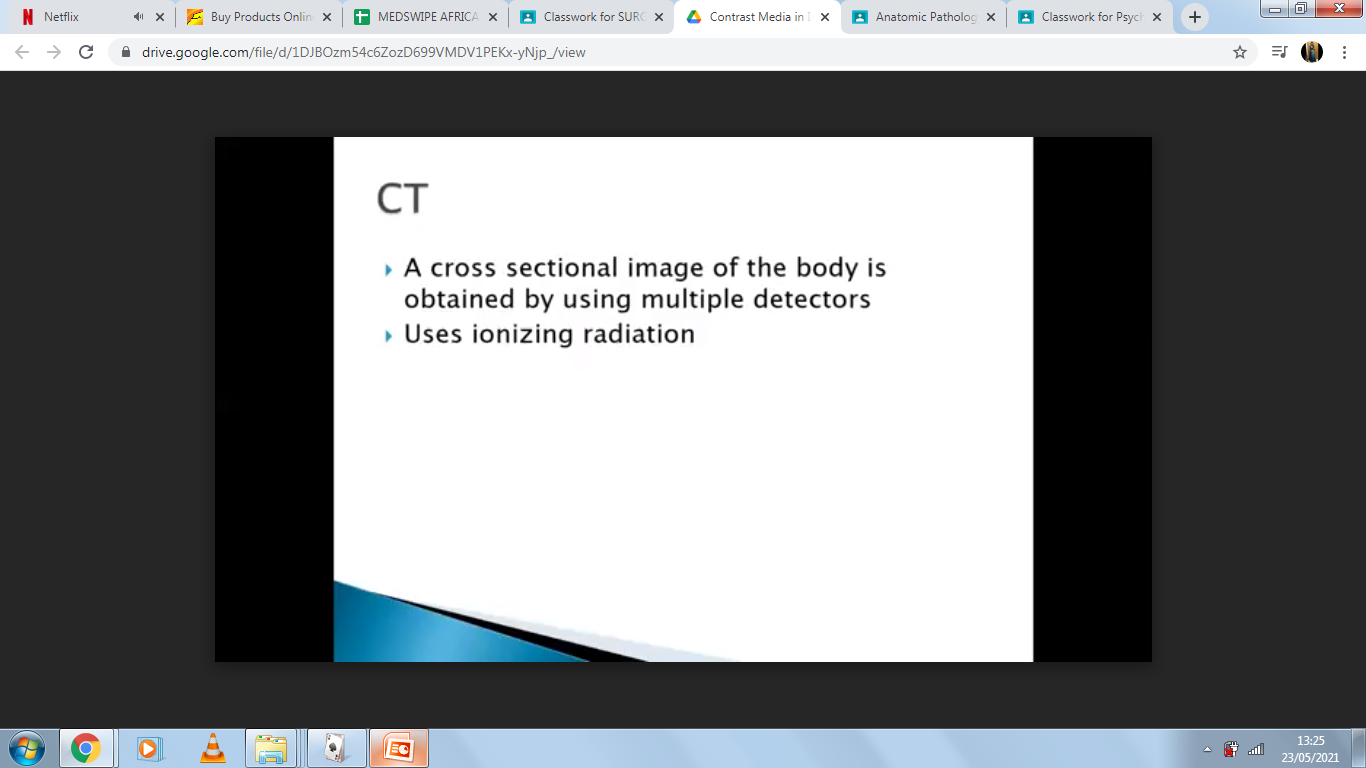 Netflix
Buy Products Onlin
MEDSWIPE AFRICA
Classwork for SURG
Contrast Media in I
Anatomic Patholog
Classwork for Psych
drive.google.com/file/d/1DJBOzm54c6ZozD699VMDV1PEKx-yNjp_/view
CT
A cross sectional image of the body is
obtained by using multiple detectors
Uses ionizing radiation
13:25
23/05/2021